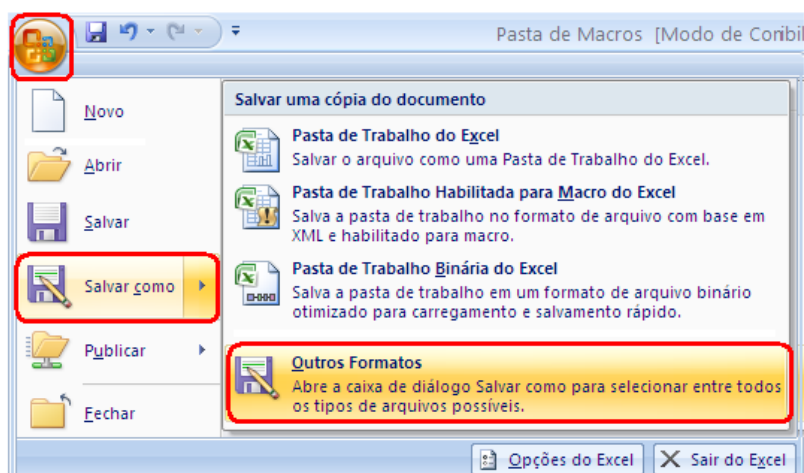 Pasta de Macros [Modo de Conbil
Novo
Abrir
Salvar
Salvar como
Publicar
Fechar
Salvar uma cópia do documento
Pasta de Trabalho do Excel
Salvar o arquivo como uma Pasta de Trabalho do Excel.
Pasta de Trabalho Habilitada para Macro do Excel
Salva a pasta de trabalho no formato de arquivo com base em
XML e habilitado para macro.
Pasta de Trabalho Binária do Excel
Salva a pasta de trabalho em um formato de arquivo binário
otimizado para carregamento e salvamento rápido.
Outros Formatos
Abre a caixa de diálogo Salvar como para selecionar entre todos
os tipos de arquivos possíveis.
Opções do Excel
Sair do Excel